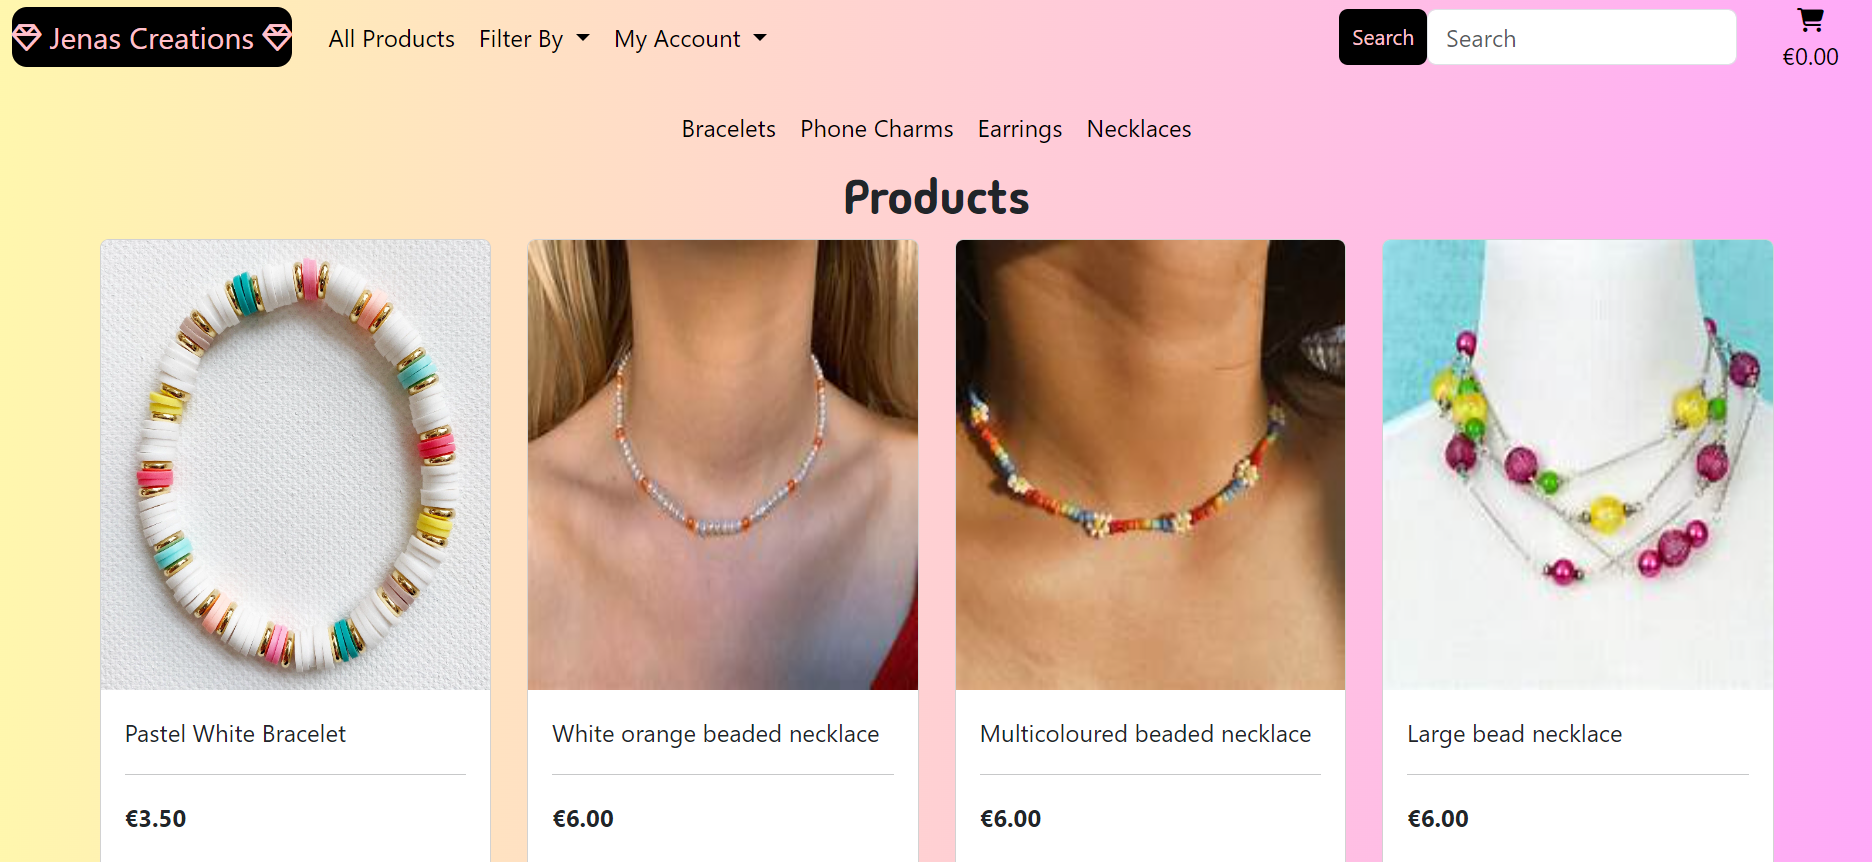 Jenas Creations
All Products
Filter By
My Account
Search
Search
€0.00
Bracelets
Phone Charms
Earrings
Necklaces
Products
Pastel White Bracelet
€3.50
White orange beaded necklace
€6.00
Multicoloured beaded necklace
€6.00
Large bead necklace
€6.00